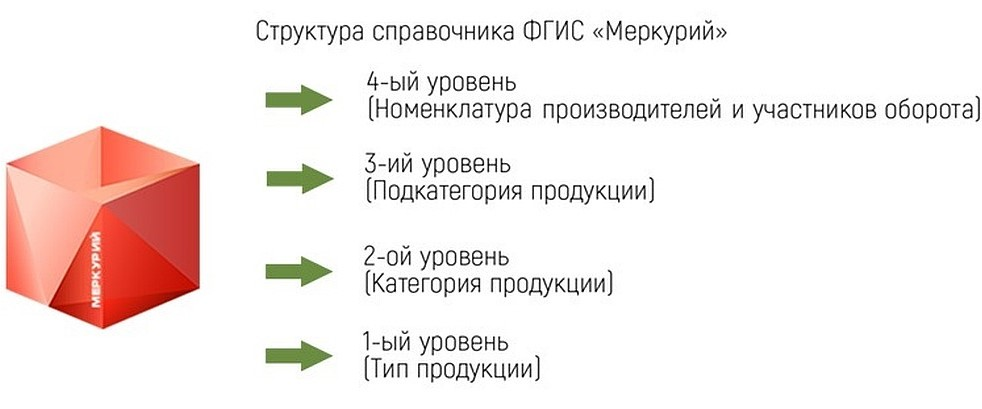 Структура справочника ФГИС «Меркурий»
4-ый уровень
(Номенклатура производителей и участников оборота)
3-ий уровень
(Подкатегория продукции)
2-ой уровень
(Категория продукции)
1-ый уровень
(Тип продукции)
МЕРКУРИЙ